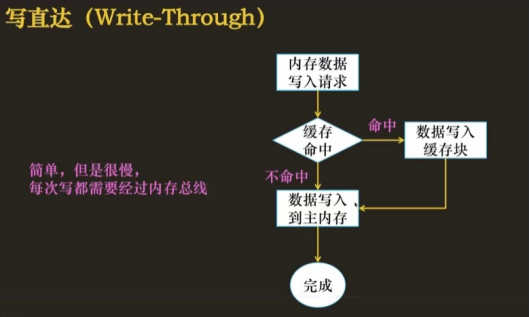 写直达（Write-Through）
内存数据
写入请求
缓存
命中
命中
数据写入
缓存块
简单，但是很慢，
每次写都需要经过内存总线
不命中
数据写入、
到主内存
完成